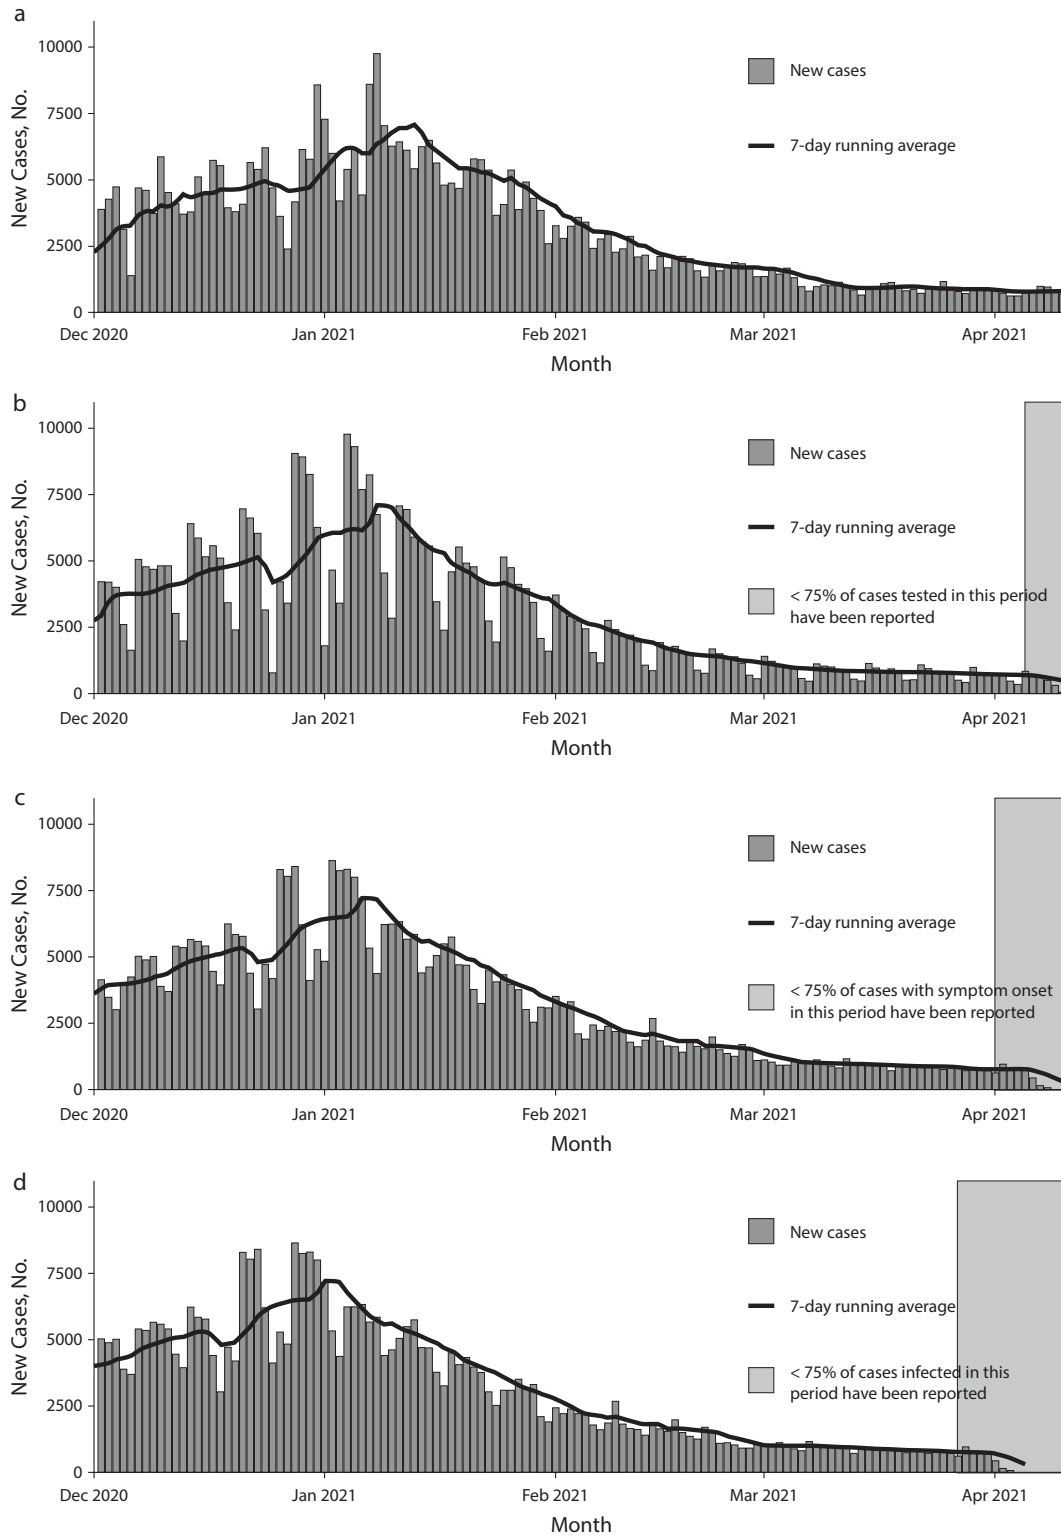 a
10000
7500
5000
2500
0
New Cases, No.
New cases
7-day running average
Dec 2020
Jan 2021
Feb 2021
Mar 2021
Apr 2021
Month
b
10000
7500
5000
2500
0
New Cases, No.
New cases
7-day running average
< 75% of cases tested in this period
have been reported
Dec 2020
Jan 2021
Feb 2021
Mar 2021
Apr 2021
Month
c
10000
7500
5000
2500
0
New Cases, No.
New cases
7-day running average
< 75% of cases with symptom onset
in this period have been reported
Dec 2020
Jan 2021
Feb 2021
Mar 2021
Apr 2021
Month
d
10000
7500
5000
2500
0
New Cases, No.
New cases
7-day running average
< 75% of cases infected in this
period have been reported
Dec 2020
Jan 2021
Feb 2021
Mar 2021
Apr 2021
Month